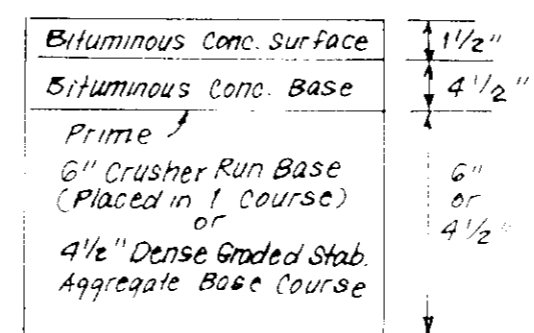 Bituminous Conc. Surface 1 1/2"
Bituminous Conc. Base 4 1/2"
Prime
6" Crusher Run Base 6"
(Placed in 1 Course) or
or 4 1/2"
4 1/2" Dense Graded Stab.
Aggregate Base Course